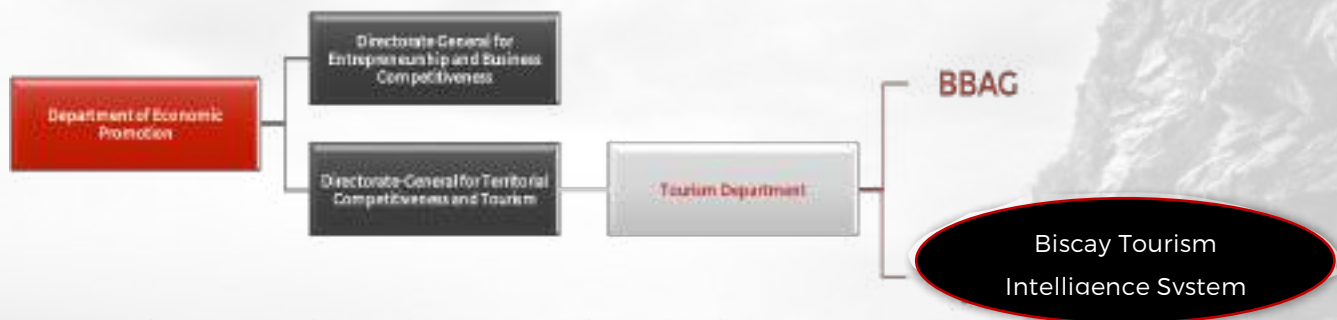 Directorate-General for
Entrepreneurship and Business
Competitiveness
Department of Economic
Promotion
Directorate-General for Territorial
Competitiveness and Tourism
Tourism Department
BBAG
Biscay Tourism
Intelligence System